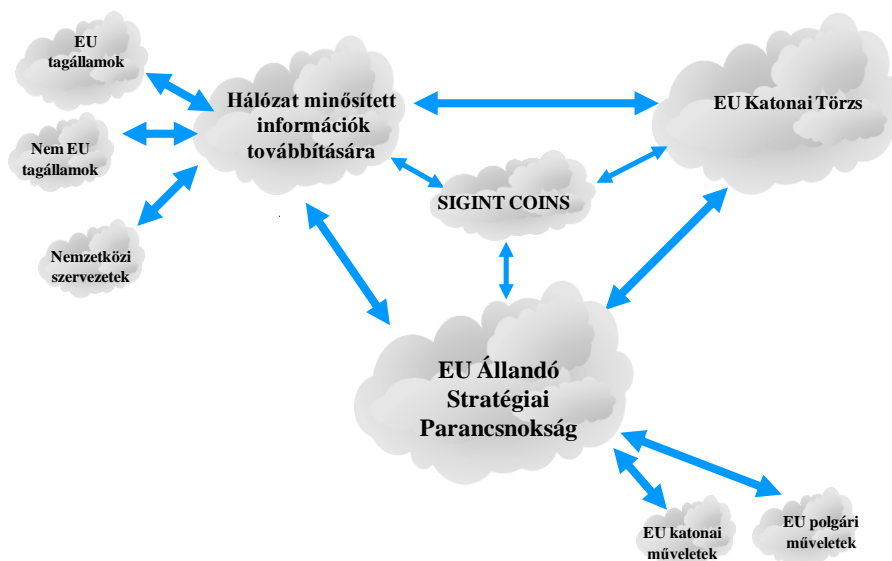 EU
tagállamok
Hálózat minősített
információk
továbbítására
EU Katonai Törzs
Nem EU
tagállamok
SIGINT COINS
Nemzetközi
szervezetek
EU Állandó
Stratégiai
Parancsnokság
EU katonai
műveletek
EU polgári
műveletek